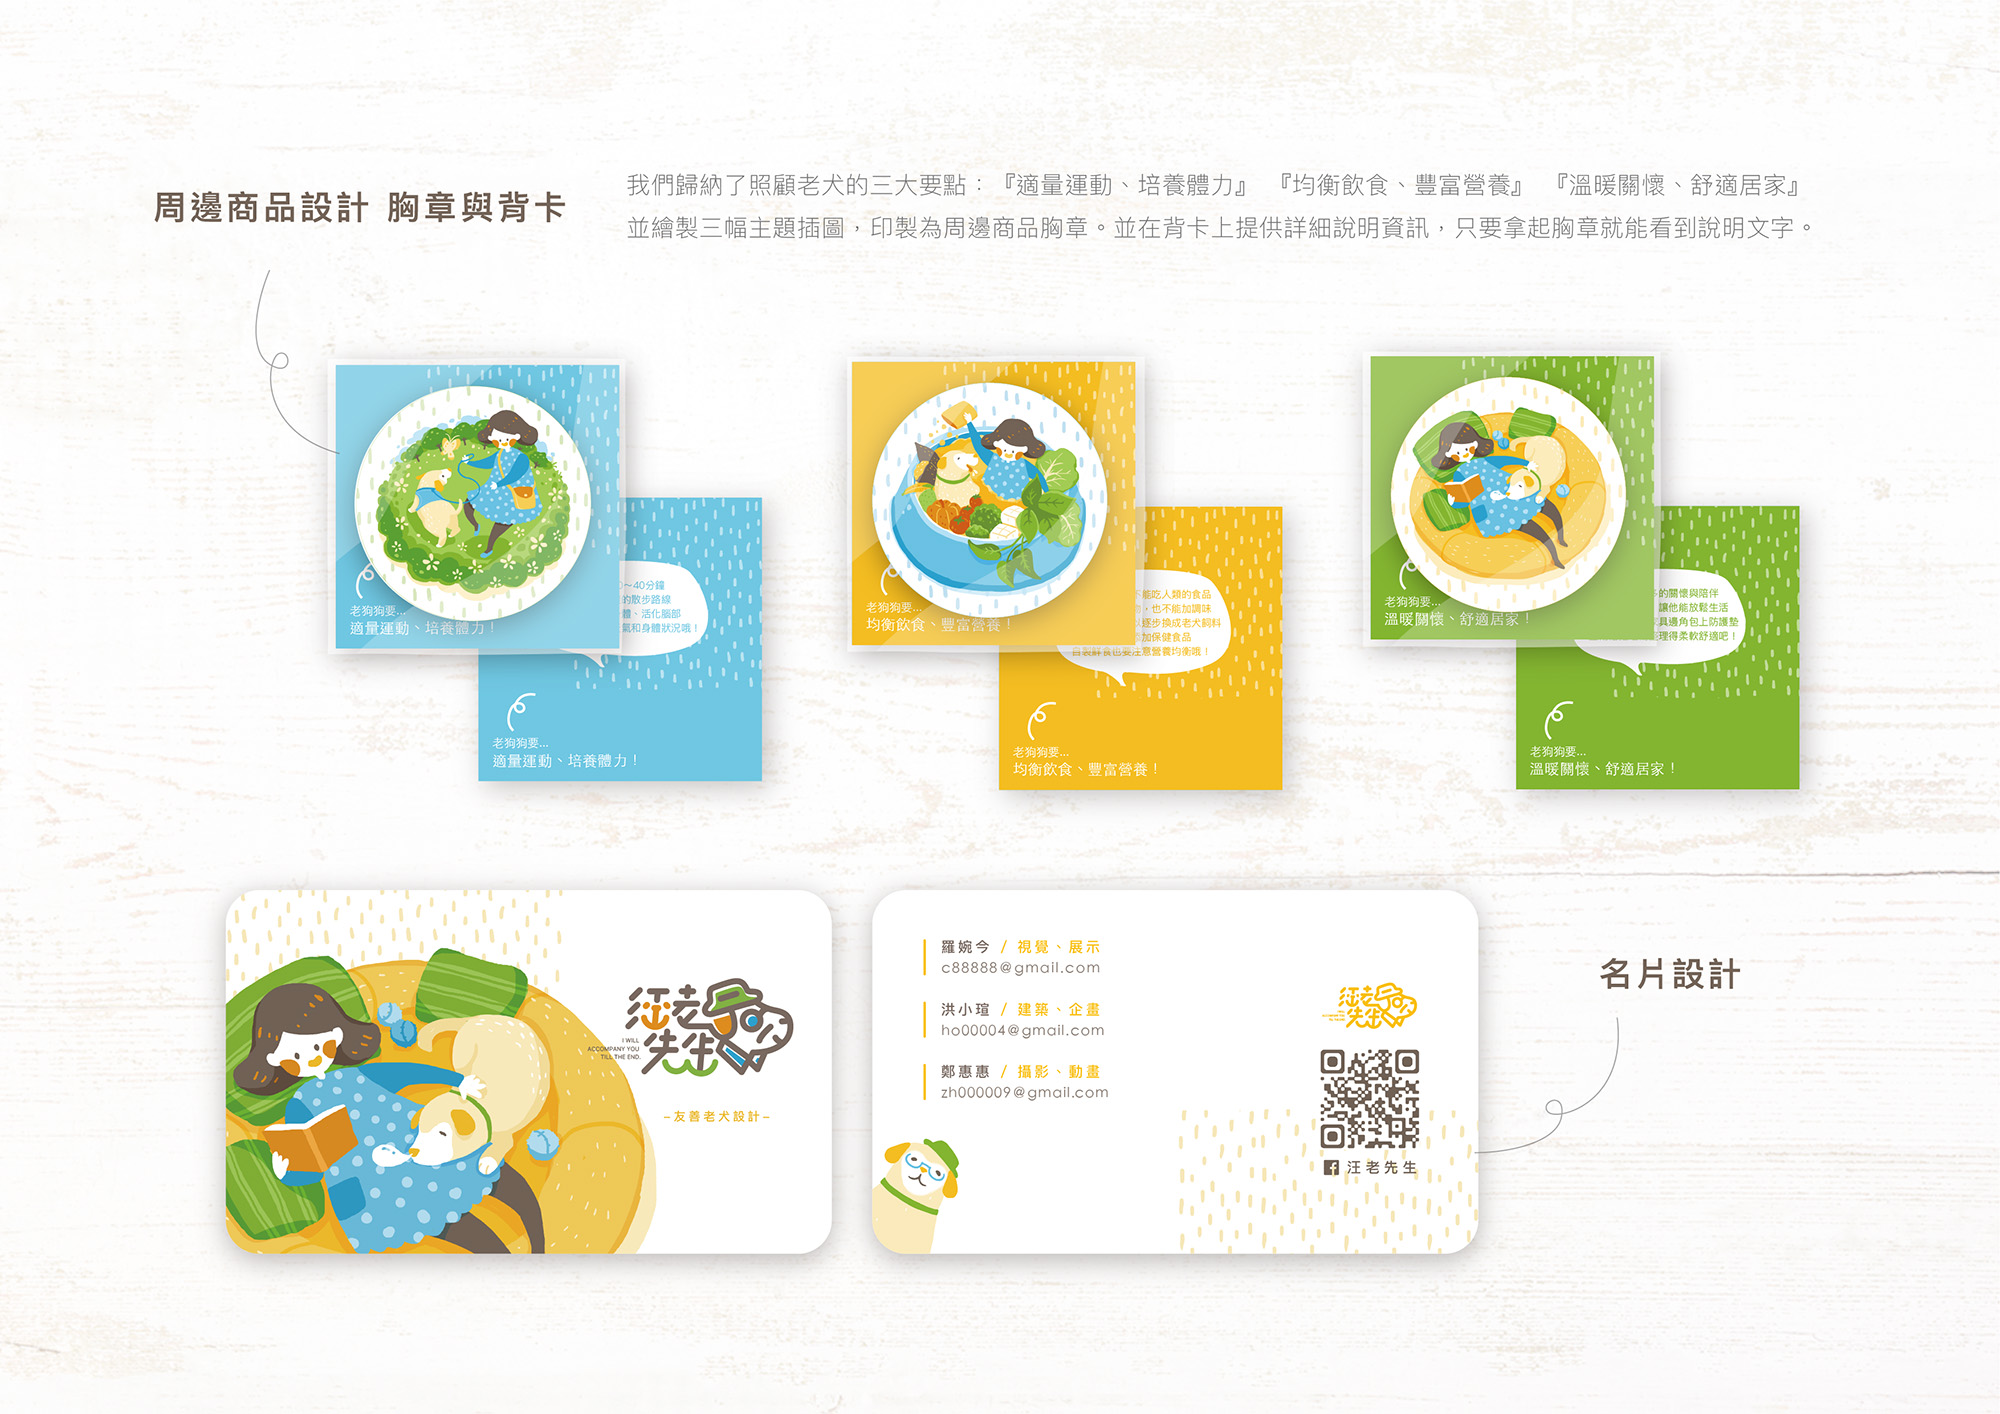 周邊商品設計 胸章與背卡
我們歸納了照顧老犬的三大要點：『適量運動、培養體力』 『均衡飲食、豐富營養』 『溫暖關懷、舒適居家』
並繪製三幅主題插圖，印製為周邊商品胸章。並在背卡上提供詳細說明資訊，只要拿起胸章就能看到說明文字。
老狗狗要...
適量運動、培養體力！
～40分鐘
的散步路線
體、活化腦部
氣和身體狀況哦！
老狗狗要...
適量運動、培養體力！
老狗狗要...
均衡飲食、豐富營養！
不能吃人類的食品
，也不能加調味
逐步換成老犬飼料
加保健食品
自製鮮食也要注意營養均衡哦！
老狗狗要...
均衡飲食、豐富營養！
老狗狗要...
溫暖關懷、舒適居家！
的關懷與陪伴
讓他能放鬆生活
具邊角包上防護墊
理得柔軟舒適吧！
老狗狗要...
溫暖關懷、舒適居家！
汪老先生
I WILL
ACCOMPANY YOU
TILL THE END.
–友善老犬設計–
羅婉今 / 視覺、展示
c88888@gmail.com
洪小瑄 / 建築、企畫
ho00004@gmail.com
鄭惠惠 / 攝影、動畫
zh000009@gmail.com
汪老先生
汪老先生
名片設計